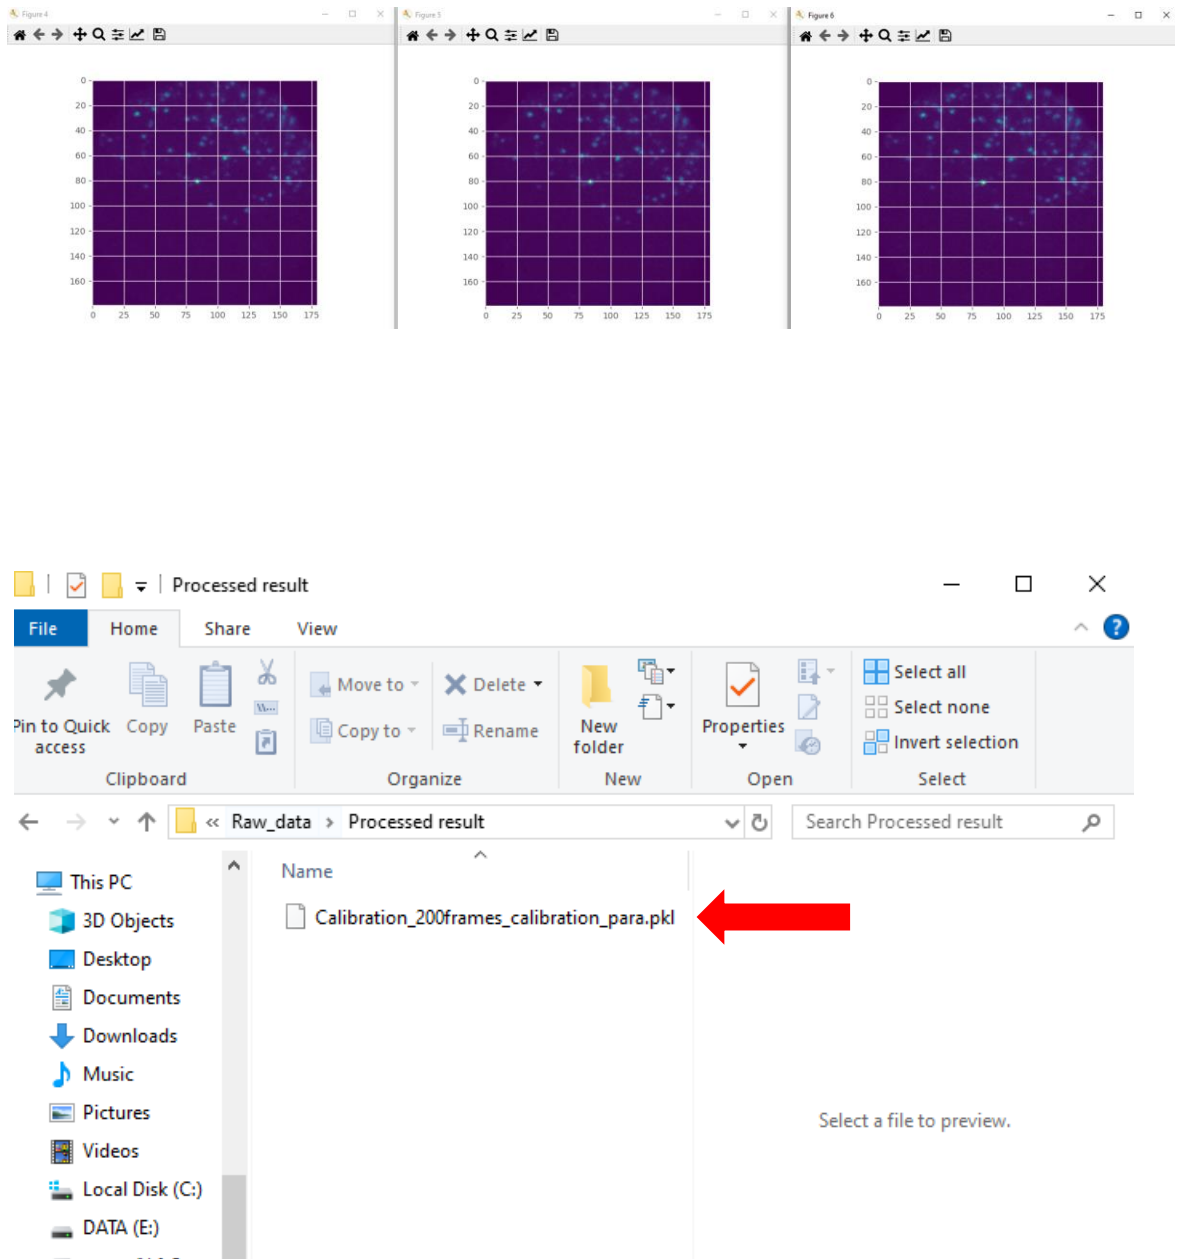 Figure 4
Figure 5
Figure 6
0
20
40
60
80
100
120
140
160
0 25 50 75 100 125 150 175
0
20
40
60
80
100
120
140
160
0 25 50 75 100 125 150 175
0
20
40
60
80
100
120
140
160
0 25 50 75 100 125 150 175
Processed result
File Home Share View
Pin to Quick access
Copy
Paste
Clipboard
Move to
Copy to
Delete
Rename
Organize
New folder
New
Properties
Open
Select all
Select none
Invert selection
Select
« Raw_data > Processed result
Search Processed result
This PC
3D Objects
Desktop
Documents
Downloads
Music
Pictures
Videos
Local Disk (C:)
DATA (E:)
Name
Calibration_200frames_calibration_para.pkl
Select a file to preview.